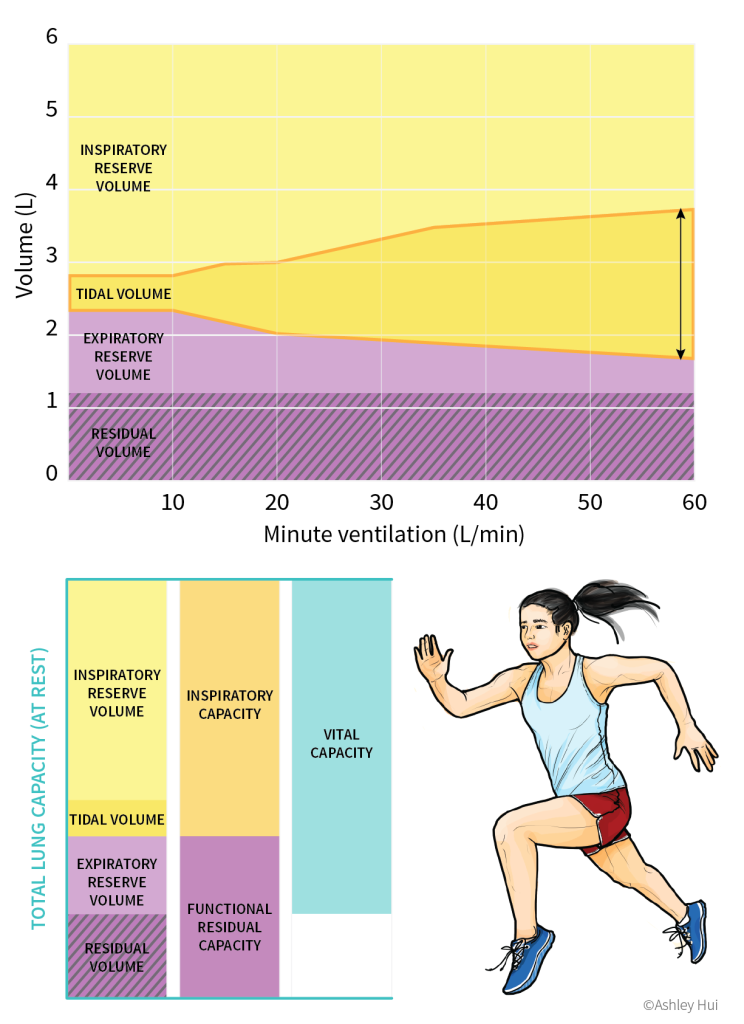 6
5
4
3
2
1
0
Volume (L)
INSPIRATORY
RESERVE
VOLUME
TIDAL VOLUME
EXPIRATORY
RESERVE
VOLUME
RESIDUAL
VOLUME
10 20 30 40 50 60
Minute ventilation (L/min)
TOTAL LUNG CAPACITY (AT REST)
INSPIRATORY
RESERVE
VOLUME
TIDAL VOLUME
EXPIRATORY
RESERVE
VOLUME
RESIDUAL
VOLUME
INSPIRATORY
CAPACITY
FUNCTIONAL
RESIDUAL
CAPACITY
VITAL
CAPACITY
©Ashley Hui